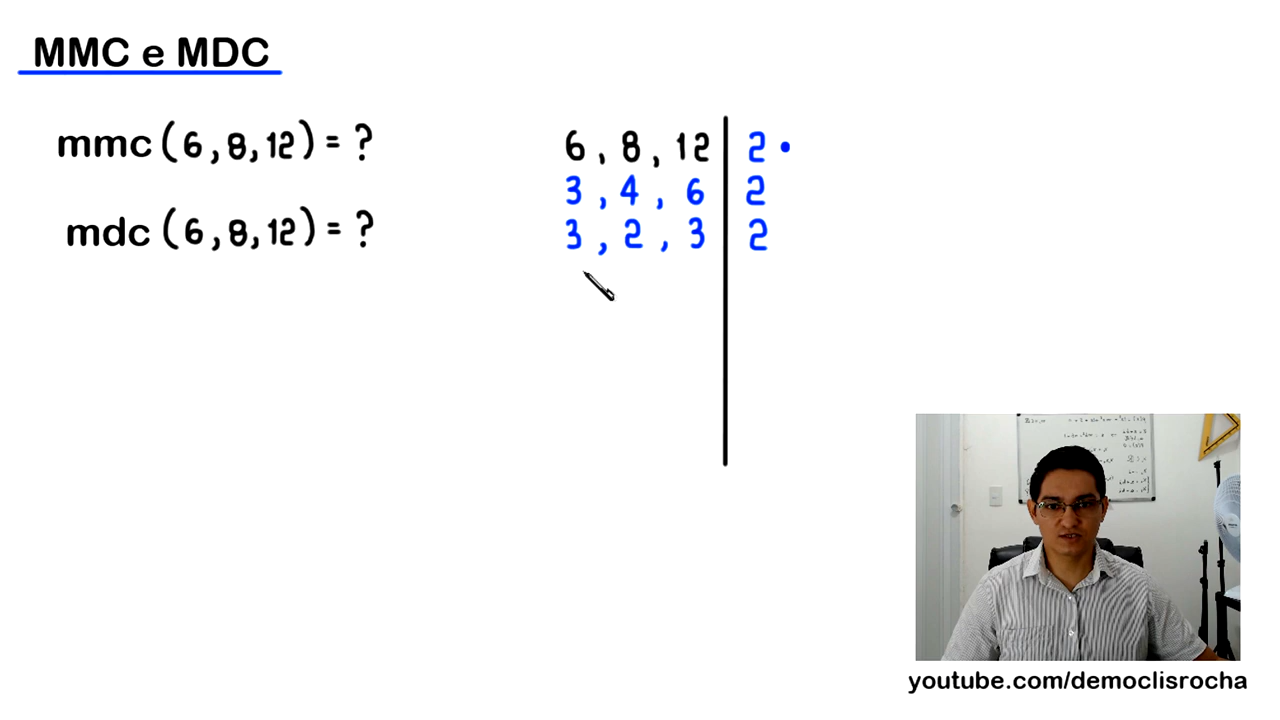 MMC e MDC
mmc (6, 8, 12) = ?
mdc (6, 8, 12) = ?
6, 8, 12 | 2 •
3, 4, 6 | 2
3, 2, 3 | 2
youtube.com/democlisrocha